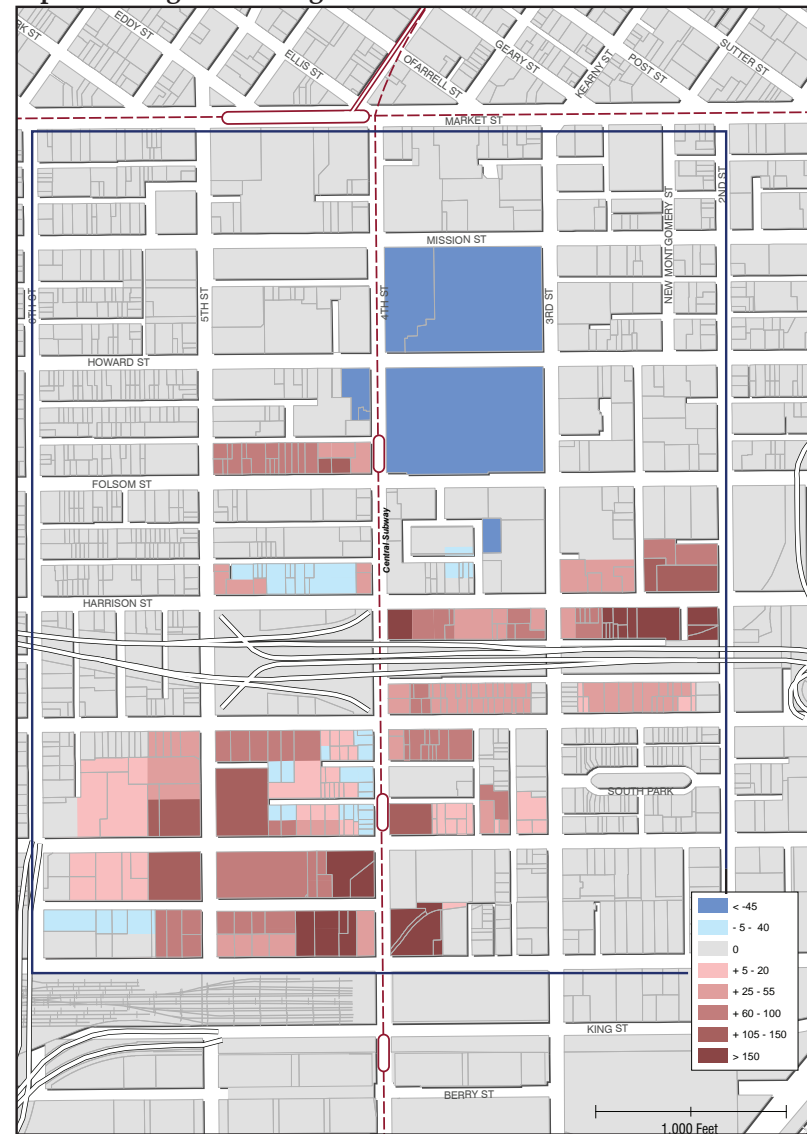 EDDY ST
ELLIS ST
OFARRELL ST
GEARY ST
KEARNY ST
POST ST
SUTTER ST
MARKET ST
2ND ST
NEW MONTGOMERY ST
MISSION ST
6TH ST
5TH ST
4TH ST
3RD ST
HOWARD ST
FOLSOM ST
Central Subway
HARRISON ST
SOUTH PARK
< -45
- 5 - 40
0
+ 5 - 20
+ 25 - 55
+ 60 - 100
+ 105 - 150
> 150
KING ST
BERRY ST
1,000 Feet